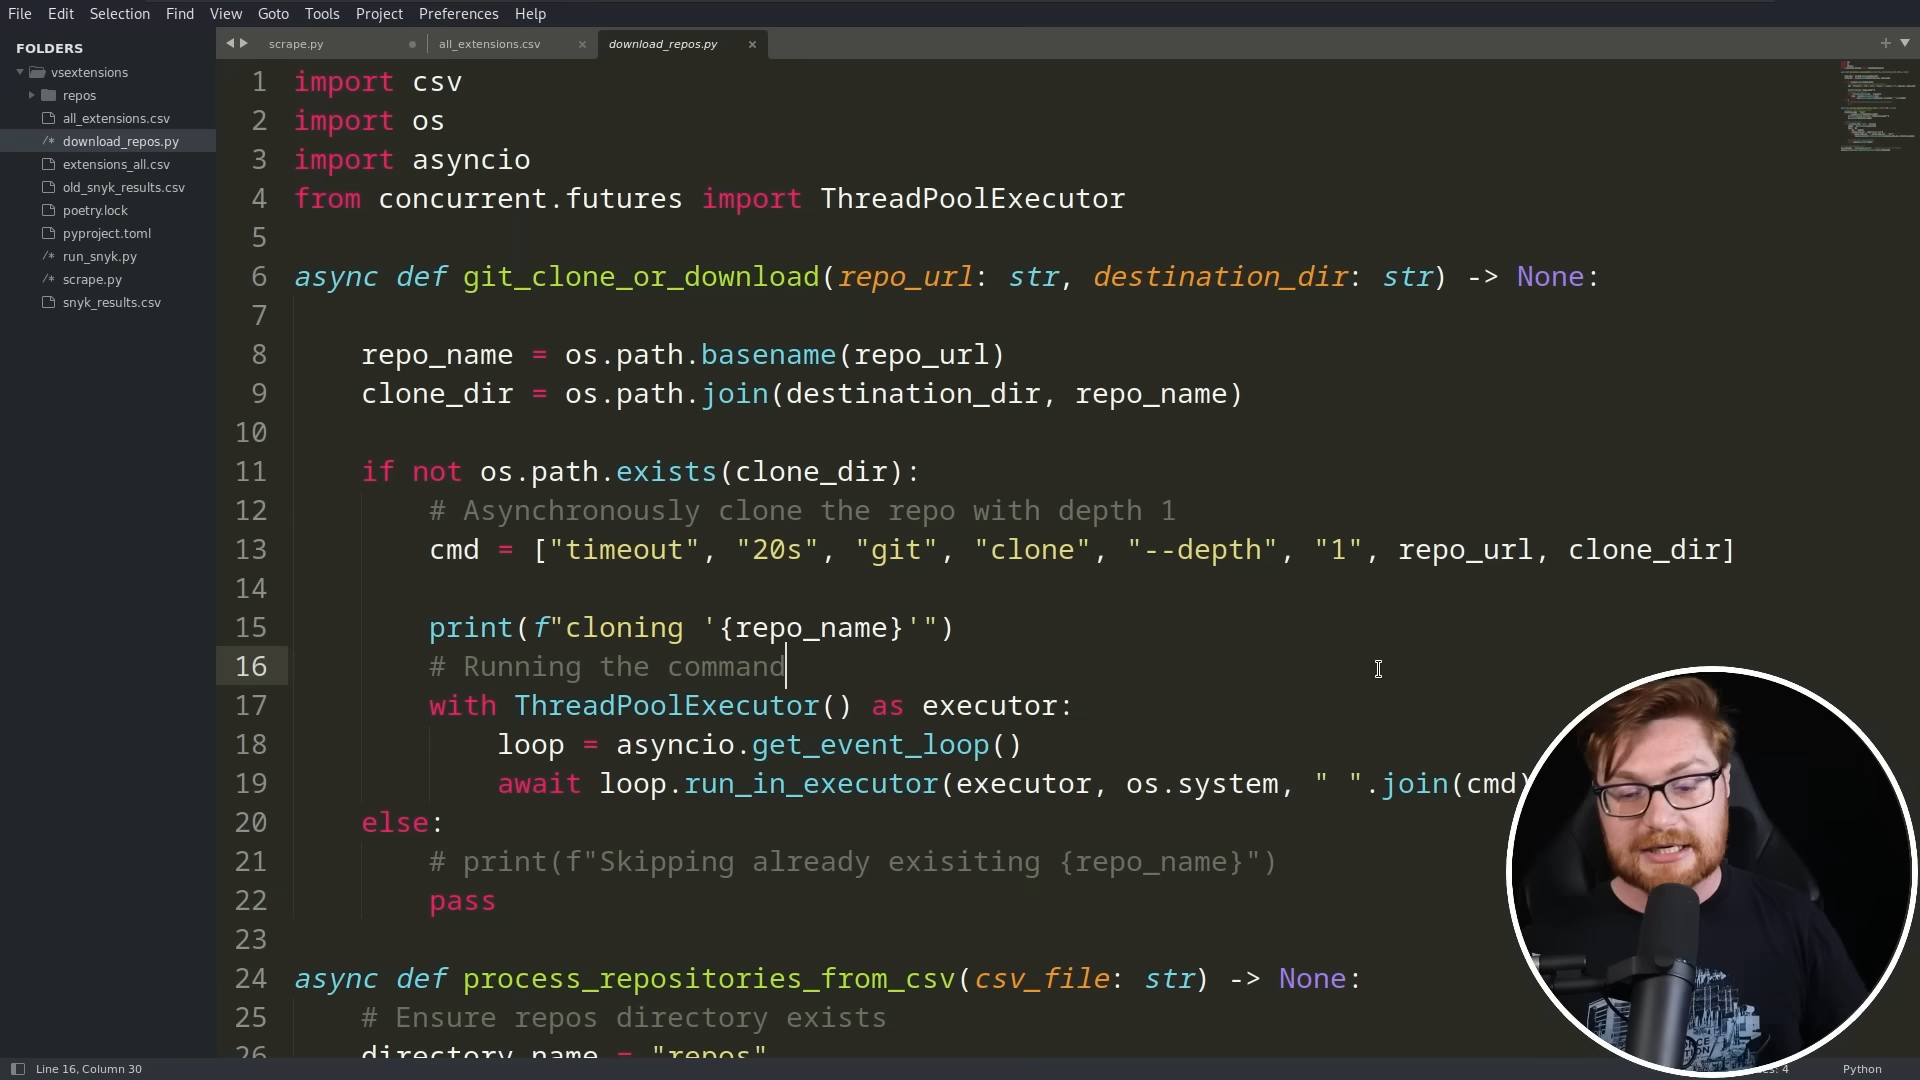 File Edit Selection Find View Goto Tools Project Preferences Help
FOLDERS
vsextensions
repos
all_extensions.csv
download_repos.py
extensions_all.csv
old_snyk_results.csv
poetry.lock
pyproject.toml
run_snyk.py
scrape.py
snyk_results.csv
scrape.py all_extensions.csv download_repos.py
1 import csv
2 import os
3 import asyncio
4 from concurrent.futures import ThreadPoolExecutor
5
6 async def git_clone_or_download(repo_url: str, destination_dir: str) -> None:
7
8 repo_name = os.path.basename(repo_url)
9 clone_dir = os.path.join(destination_dir, repo_name)
10
11 if not os.path.exists(clone_dir):
12 # Asynchronously clone the repo with depth 1
13 cmd = ["timeout", "20s", "git", "clone", "--depth", "1", repo_url, clone_dir]
14
15 print(f"cloning '{repo_name}'")
16 # Running the command
17 with ThreadPoolExecutor() as executor:
18 loop = asyncio.get_event_loop()
19 await loop.run_in_executor(executor, os.system, " ".join(cmd)
20 else:
21 # print(f"Skipping already exisiting {repo_name}")
22 pass
23
24 async def process_repositories_from_csv(csv_file: str) -> None:
25 # Ensure repos directory exists
26 directory_name = "repos"
Line 16, Column 30
4 Python